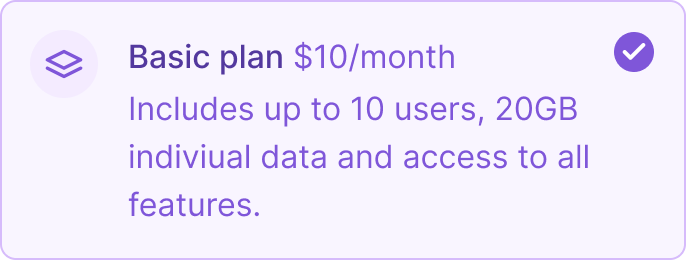 Basic plan $10/month
Includes up to 10 users, 20GB
indiviual data and access to all
features.